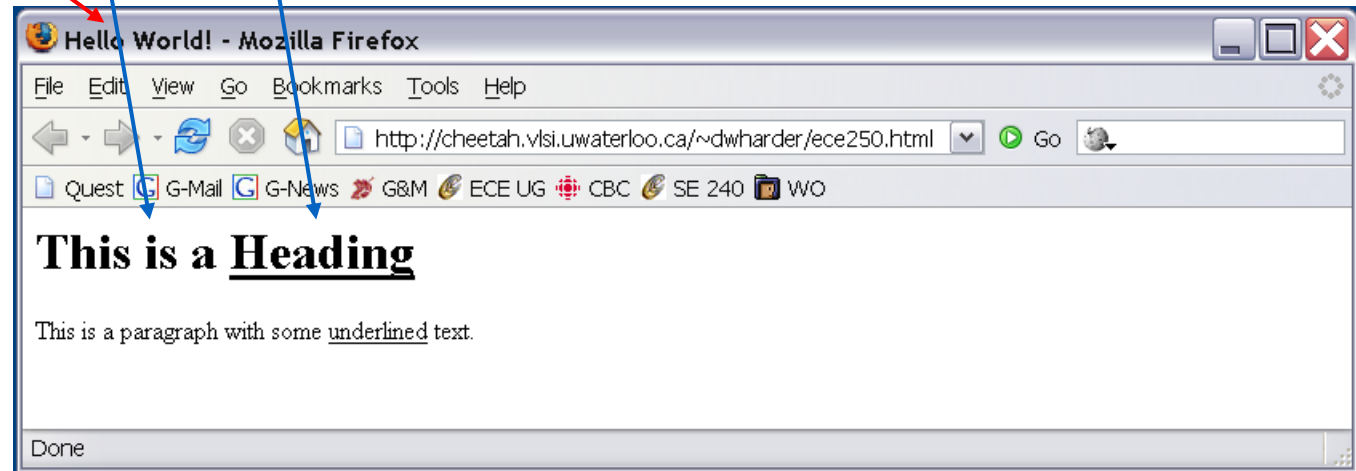 Hello World! - Mozilla Firefox
File Edit View Go Bookmarks Tools Help
http://cheetah.vlsi.uwaterloo.ca/~dwharder/ece250.html Go
Quest G G-Mail G G-News G&M ECE UG CBC SE 240 WO
This is a Heading
This is a paragraph with some underlined text.
Done